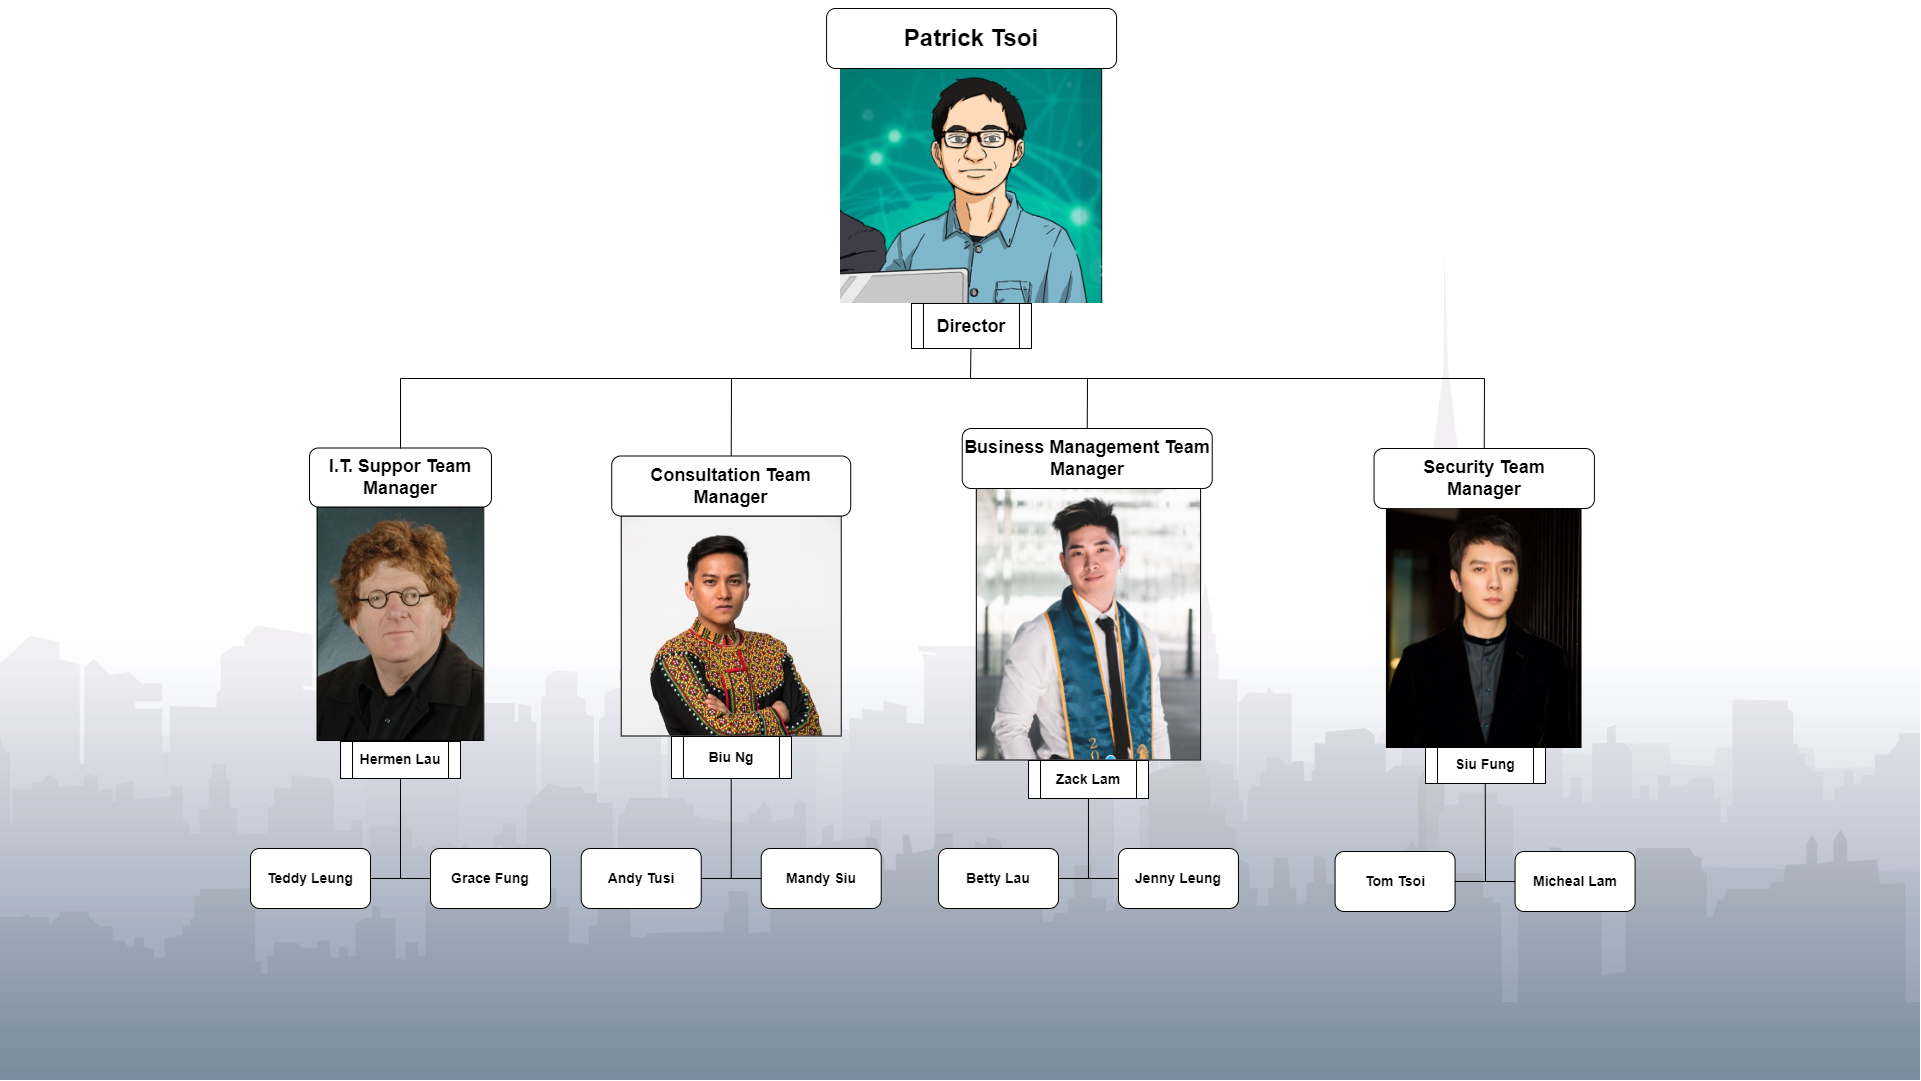 Patrick Tsoi
Director
I.T. Suppor Team
Manager
Consultation Team
Manager
Business Management Team
Manager
Security Team
Manager
Hermen Lau
Biu Ng
Zack Lam
Siu Fung
Teddy Leung
Grace Fung
Andy Tusi
Mandy Siu
Betty Lau
Jenny Leung
Tom Tsoi
Micheal Lam